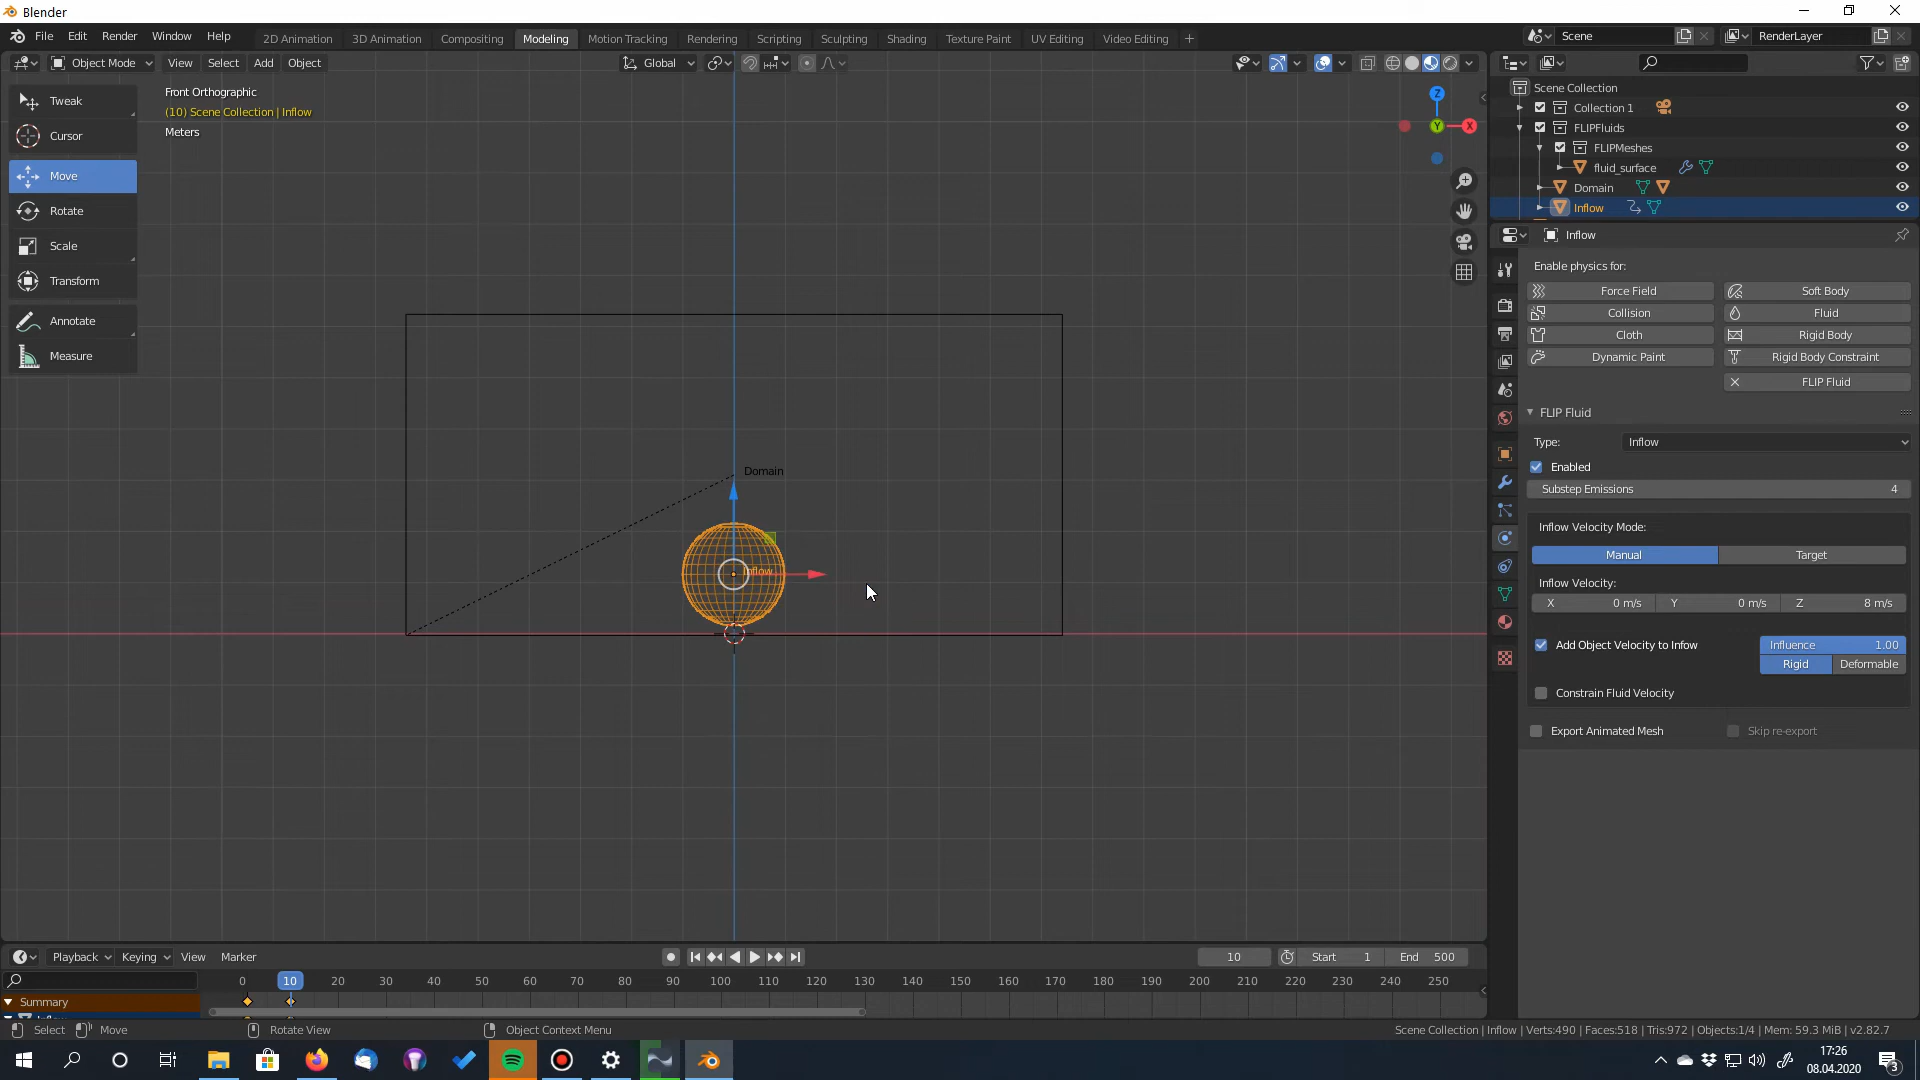 Blender
File Edit Render Window Help
2D Animation 3D Animation Compositing Modeling Motion Tracking Rendering Scripting Sculpting Shading Texture Paint UV Editing Video Editing +
Scene RenderLayer
Object Mode View Select Add Object
Global
Tweak
Cursor
Move
Rotate
Scale
Transform
Annotate
Measure
Front Orthographic
(10) Scene Collection | Inflow
Meters
Z
Y
X
Domain
Inflow
Scene Collection
Collection 1
FLIPFluids
FLIPMeshes
fluid_surface
Domain
Inflow
Inflow
Enable physics for:
Force Field Soft Body
Collision Fluid
Cloth Rigid Body
Dynamic Paint Rigid Body Constraint
FLIP Fluid
FLIP Fluid
Type: Inflow
Enabled
Substep Emissions 4
Inflow Velocity Mode:
Manual Target
Inflow Velocity:
X 0 m/s Y 0 m/s Z 8 m/s
Add Object Velocity to Infow Influence 1.00
Rigid Deformable
Constrain Fluid Velocity
Export Animated Mesh Skip re-export
Playback Keying View Marker
10 Start 1 End 500
0 10 20 30 40 50 60 70 80 90 100 110 120 130 140 150 160 170 180 190 200 210 220 230 240 250
Summary
Select Move Rotate View Object Context Menu
Scene Collection | Inflow | Verts:490 | Faces:518 | Tris:972 | Objects:1/4 | Mem: 59.3 MiB | v2.82.7
17:26
08.04.2020
3